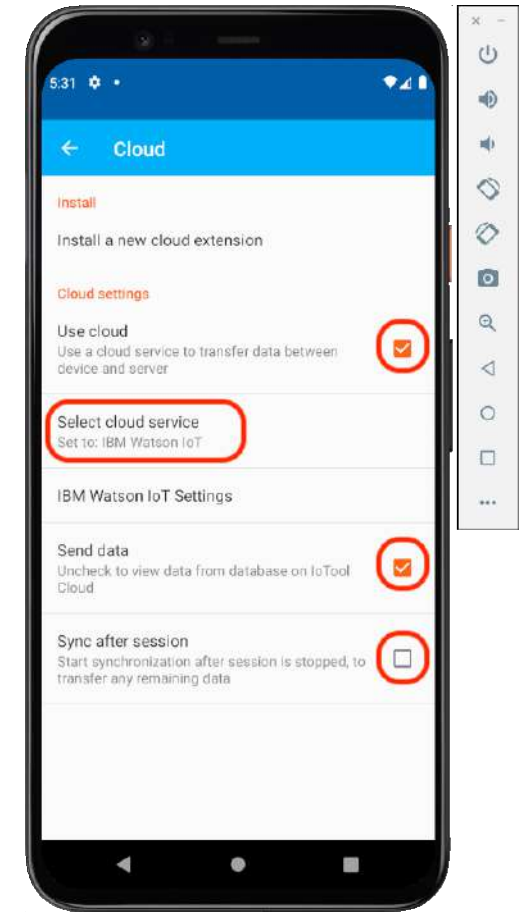 5:31
Cloud
Install
Install a new cloud extension
Cloud settings
Use cloud
Use a cloud service to transfer data between
device and server
Select cloud service
Set to: IBM Watson IoT
IBM Watson IoT Settings
Send data
Uncheck to view data from database on IoTool
Cloud
Sync after session
Start synchronization after session is stopped, to
transfer any remaining data